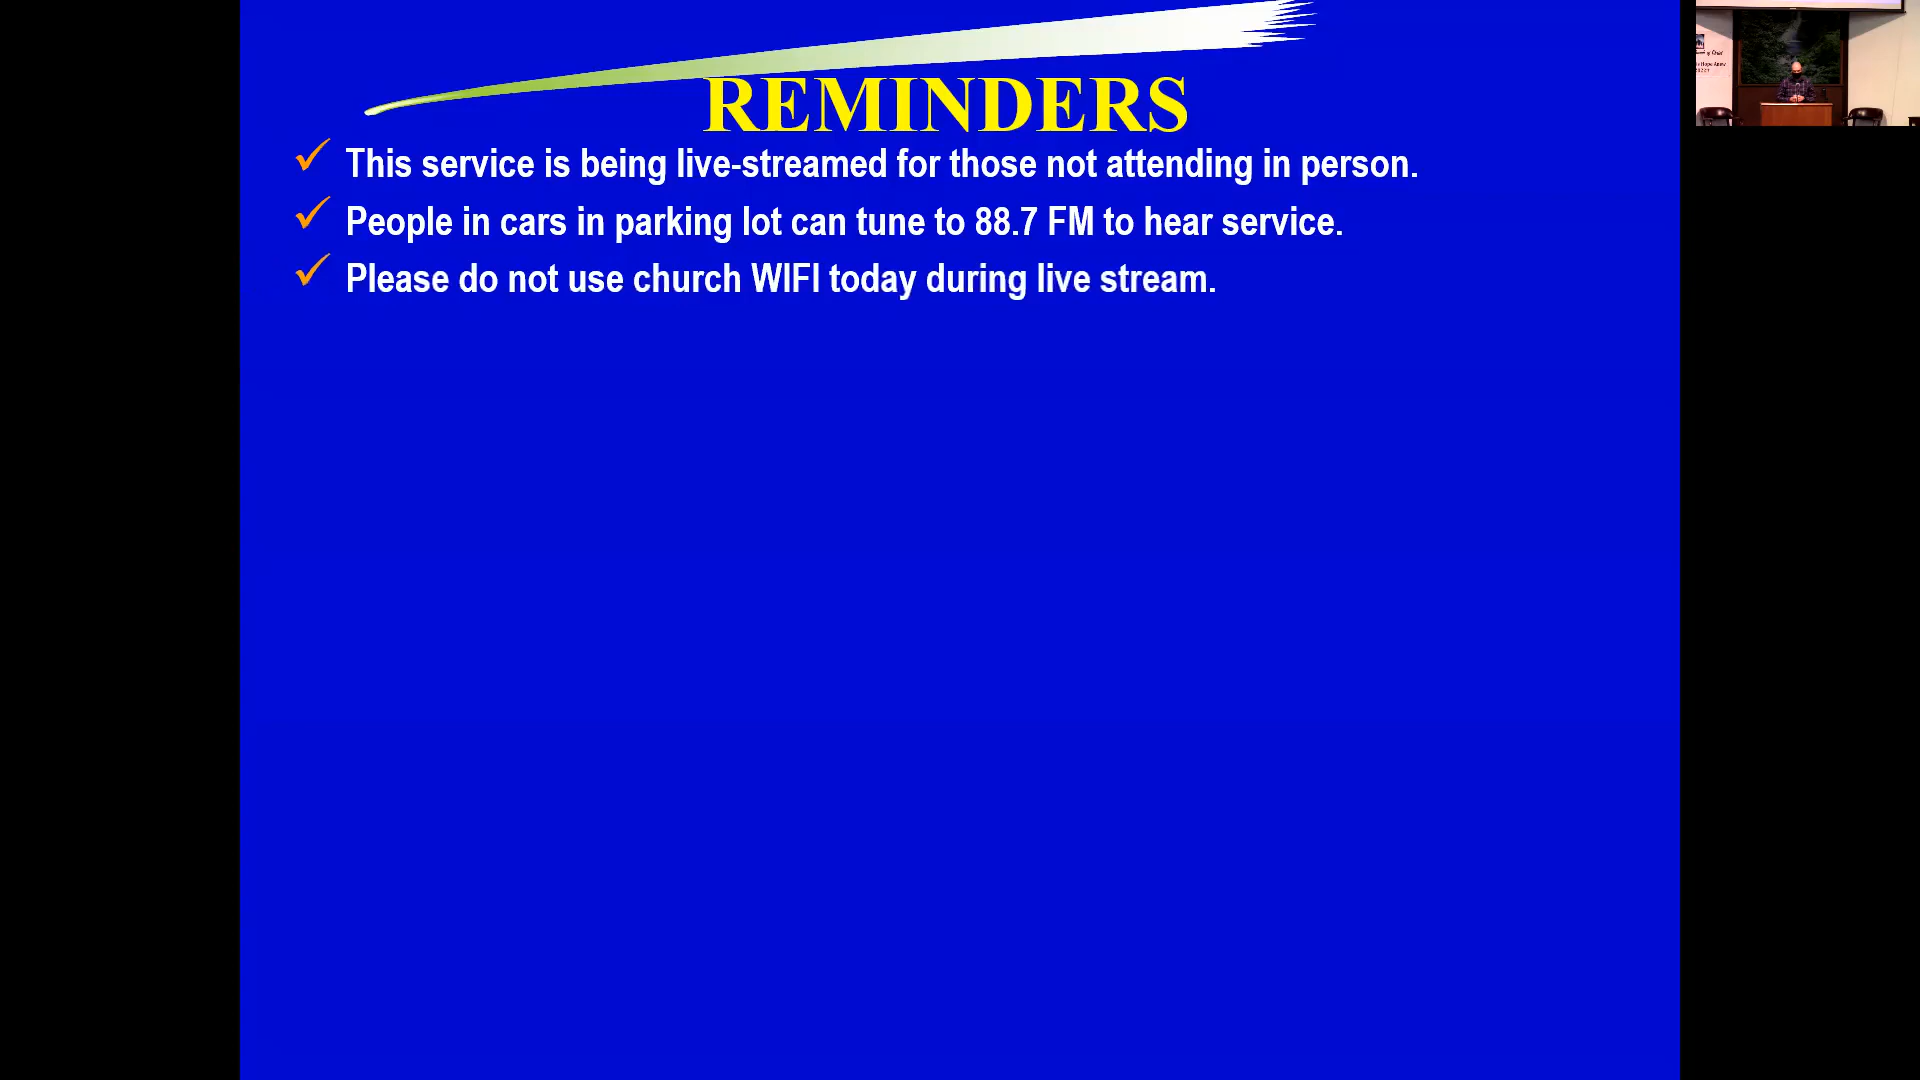 REMINDERS
This service is being live-streamed for those not attending in person.
People in cars in parking lot can tune to 88.7 FM to hear service.
Please do not use church WIFI today during live stream.